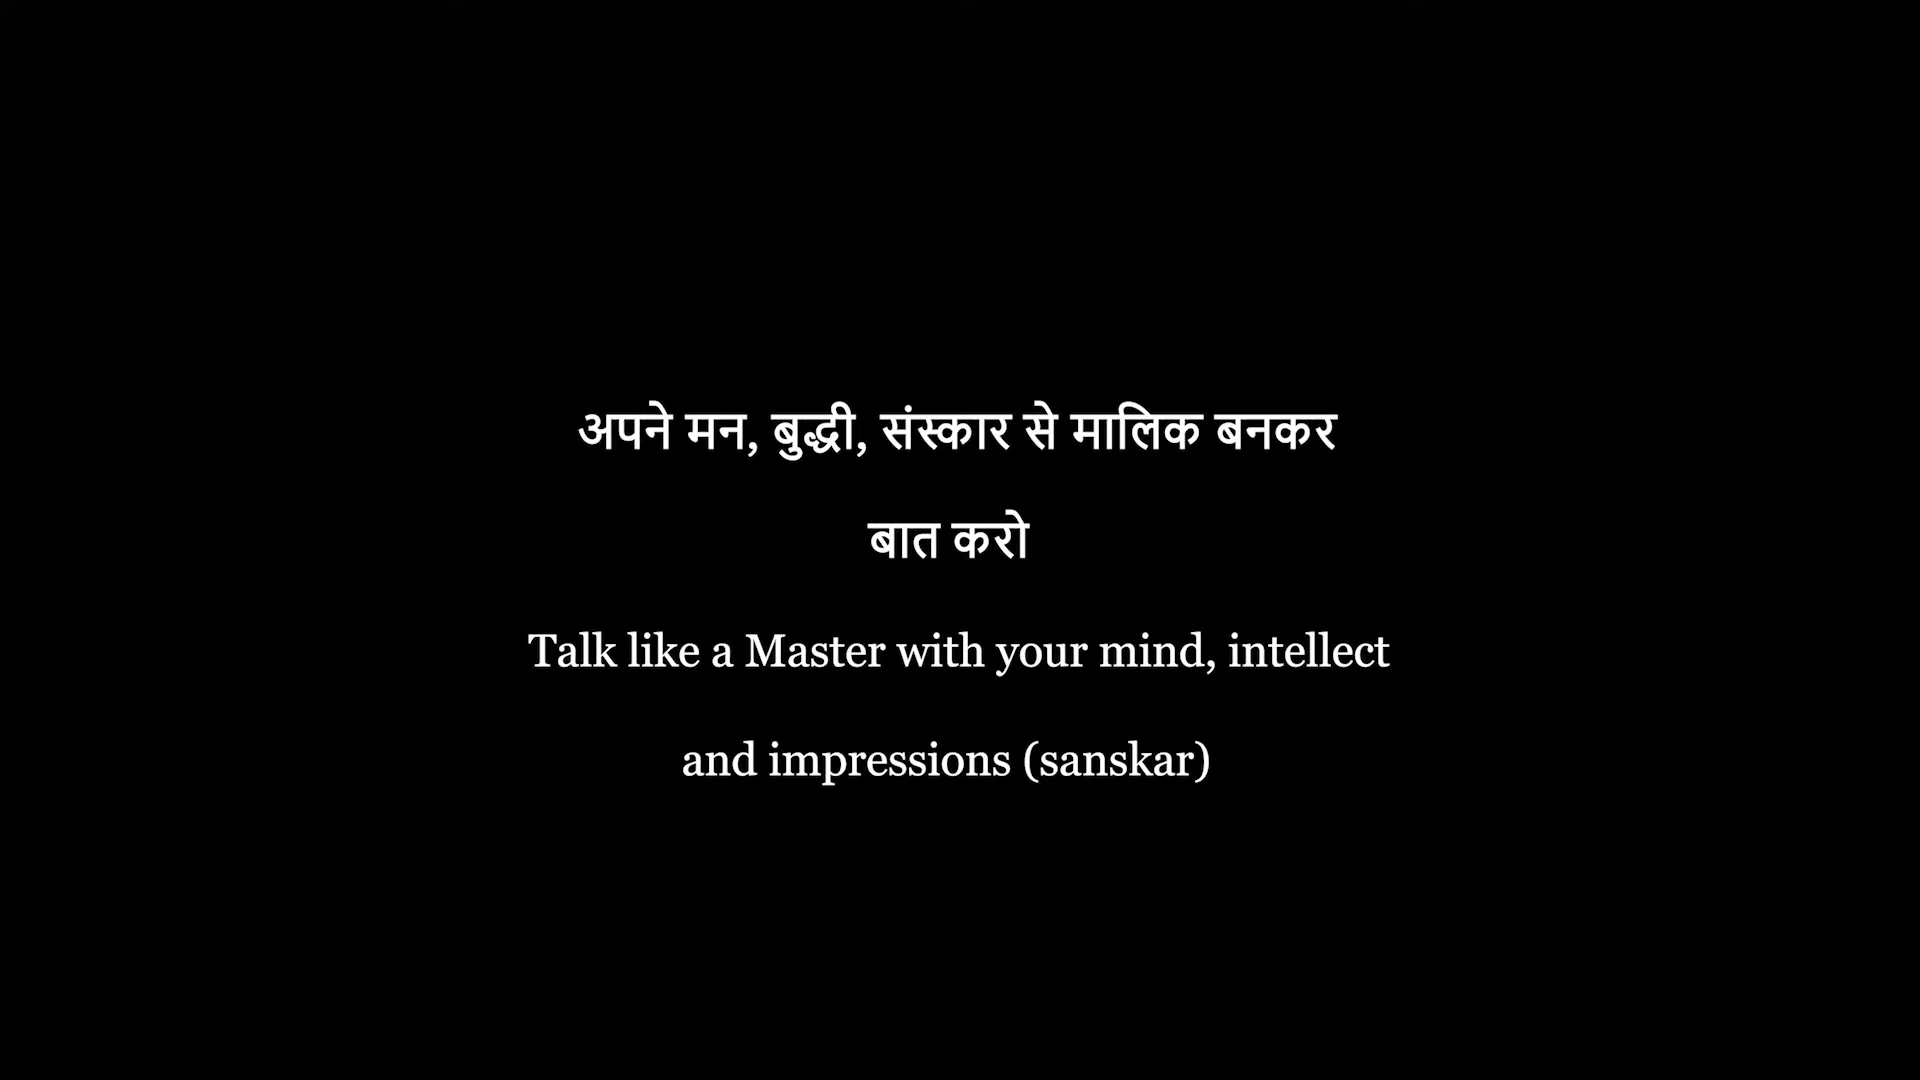 अपने मन, बुद्धी, संस्कार से मालिक बनकर
बात करो
Talk like a Master with your mind, intellect
and impressions (sanskar)